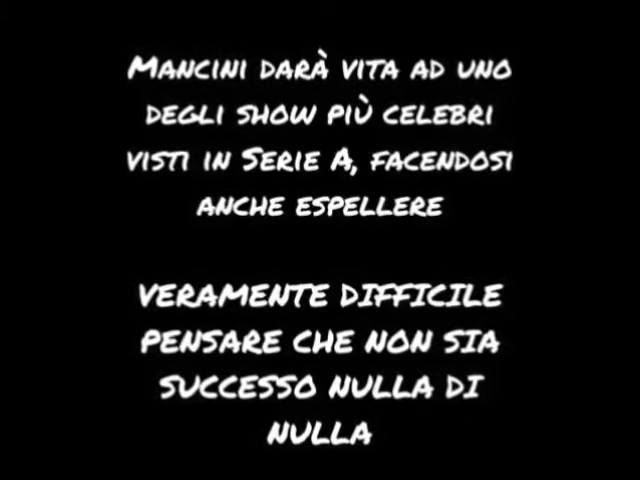 Mancini darà vita ad uno
degli show più celebri
visti in Serie A, facendosi
anche espellere
VERAMENTE DIFFICILE
PENSARE CHE NON SIA
SUCCESSO NULLA DI
NULLA